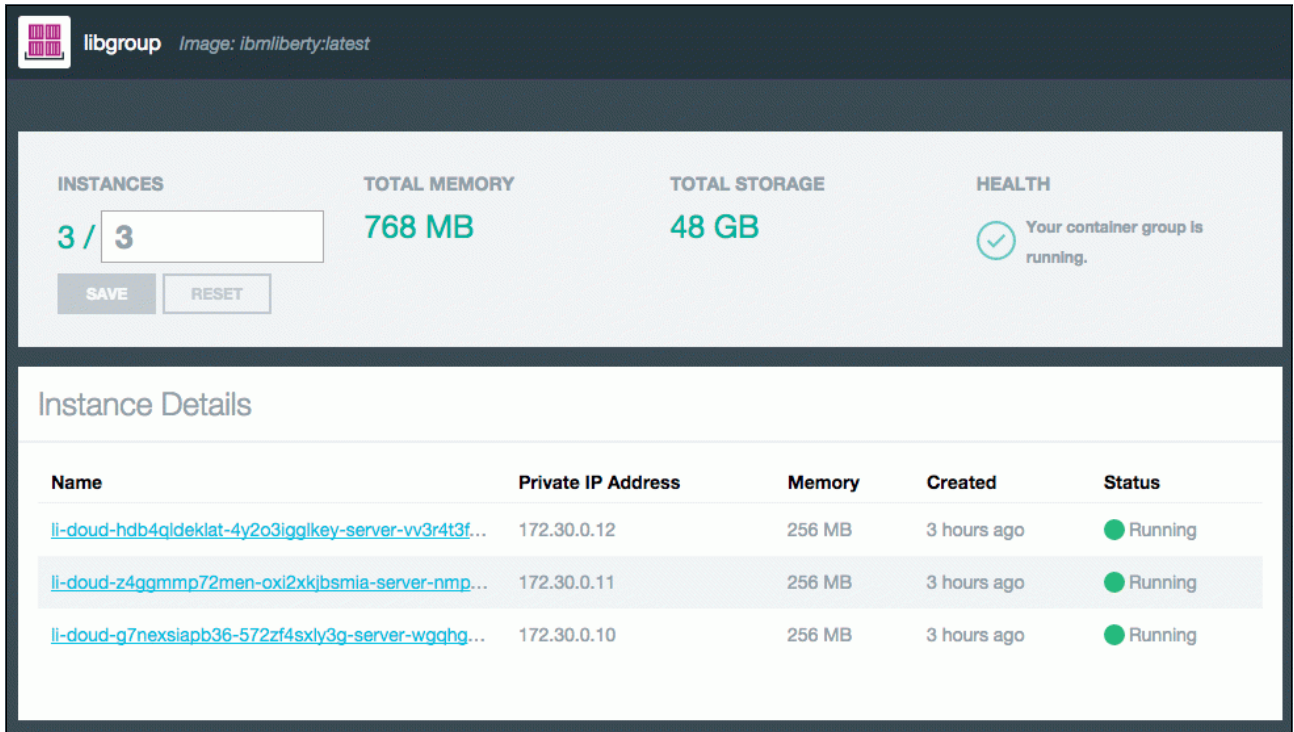 libgroup Image: ibmliberty:latest
INSTANCES TOTAL MEMORY TOTAL STORAGE HEALTH
3 / 3 768 MB 48 GB Your container group is running.
SAVE RESET
Instance Details
Name Private IP Address Memory Created Status
li-doud-hdb4qldeklat-4y2o3igglkey-server-vv3r4t3f... 172.30.0.12 256 MB 3 hours ago Running
li-doud-z4ggmmp72men-oxi2xkjbsmia-server-nmp... 172.30.0.11 256 MB 3 hours ago Running
li-doud-g7nexsiapb36-572zf4sxly3g-server-wgqhg... 172.30.0.10 256 MB 3 hours ago Running